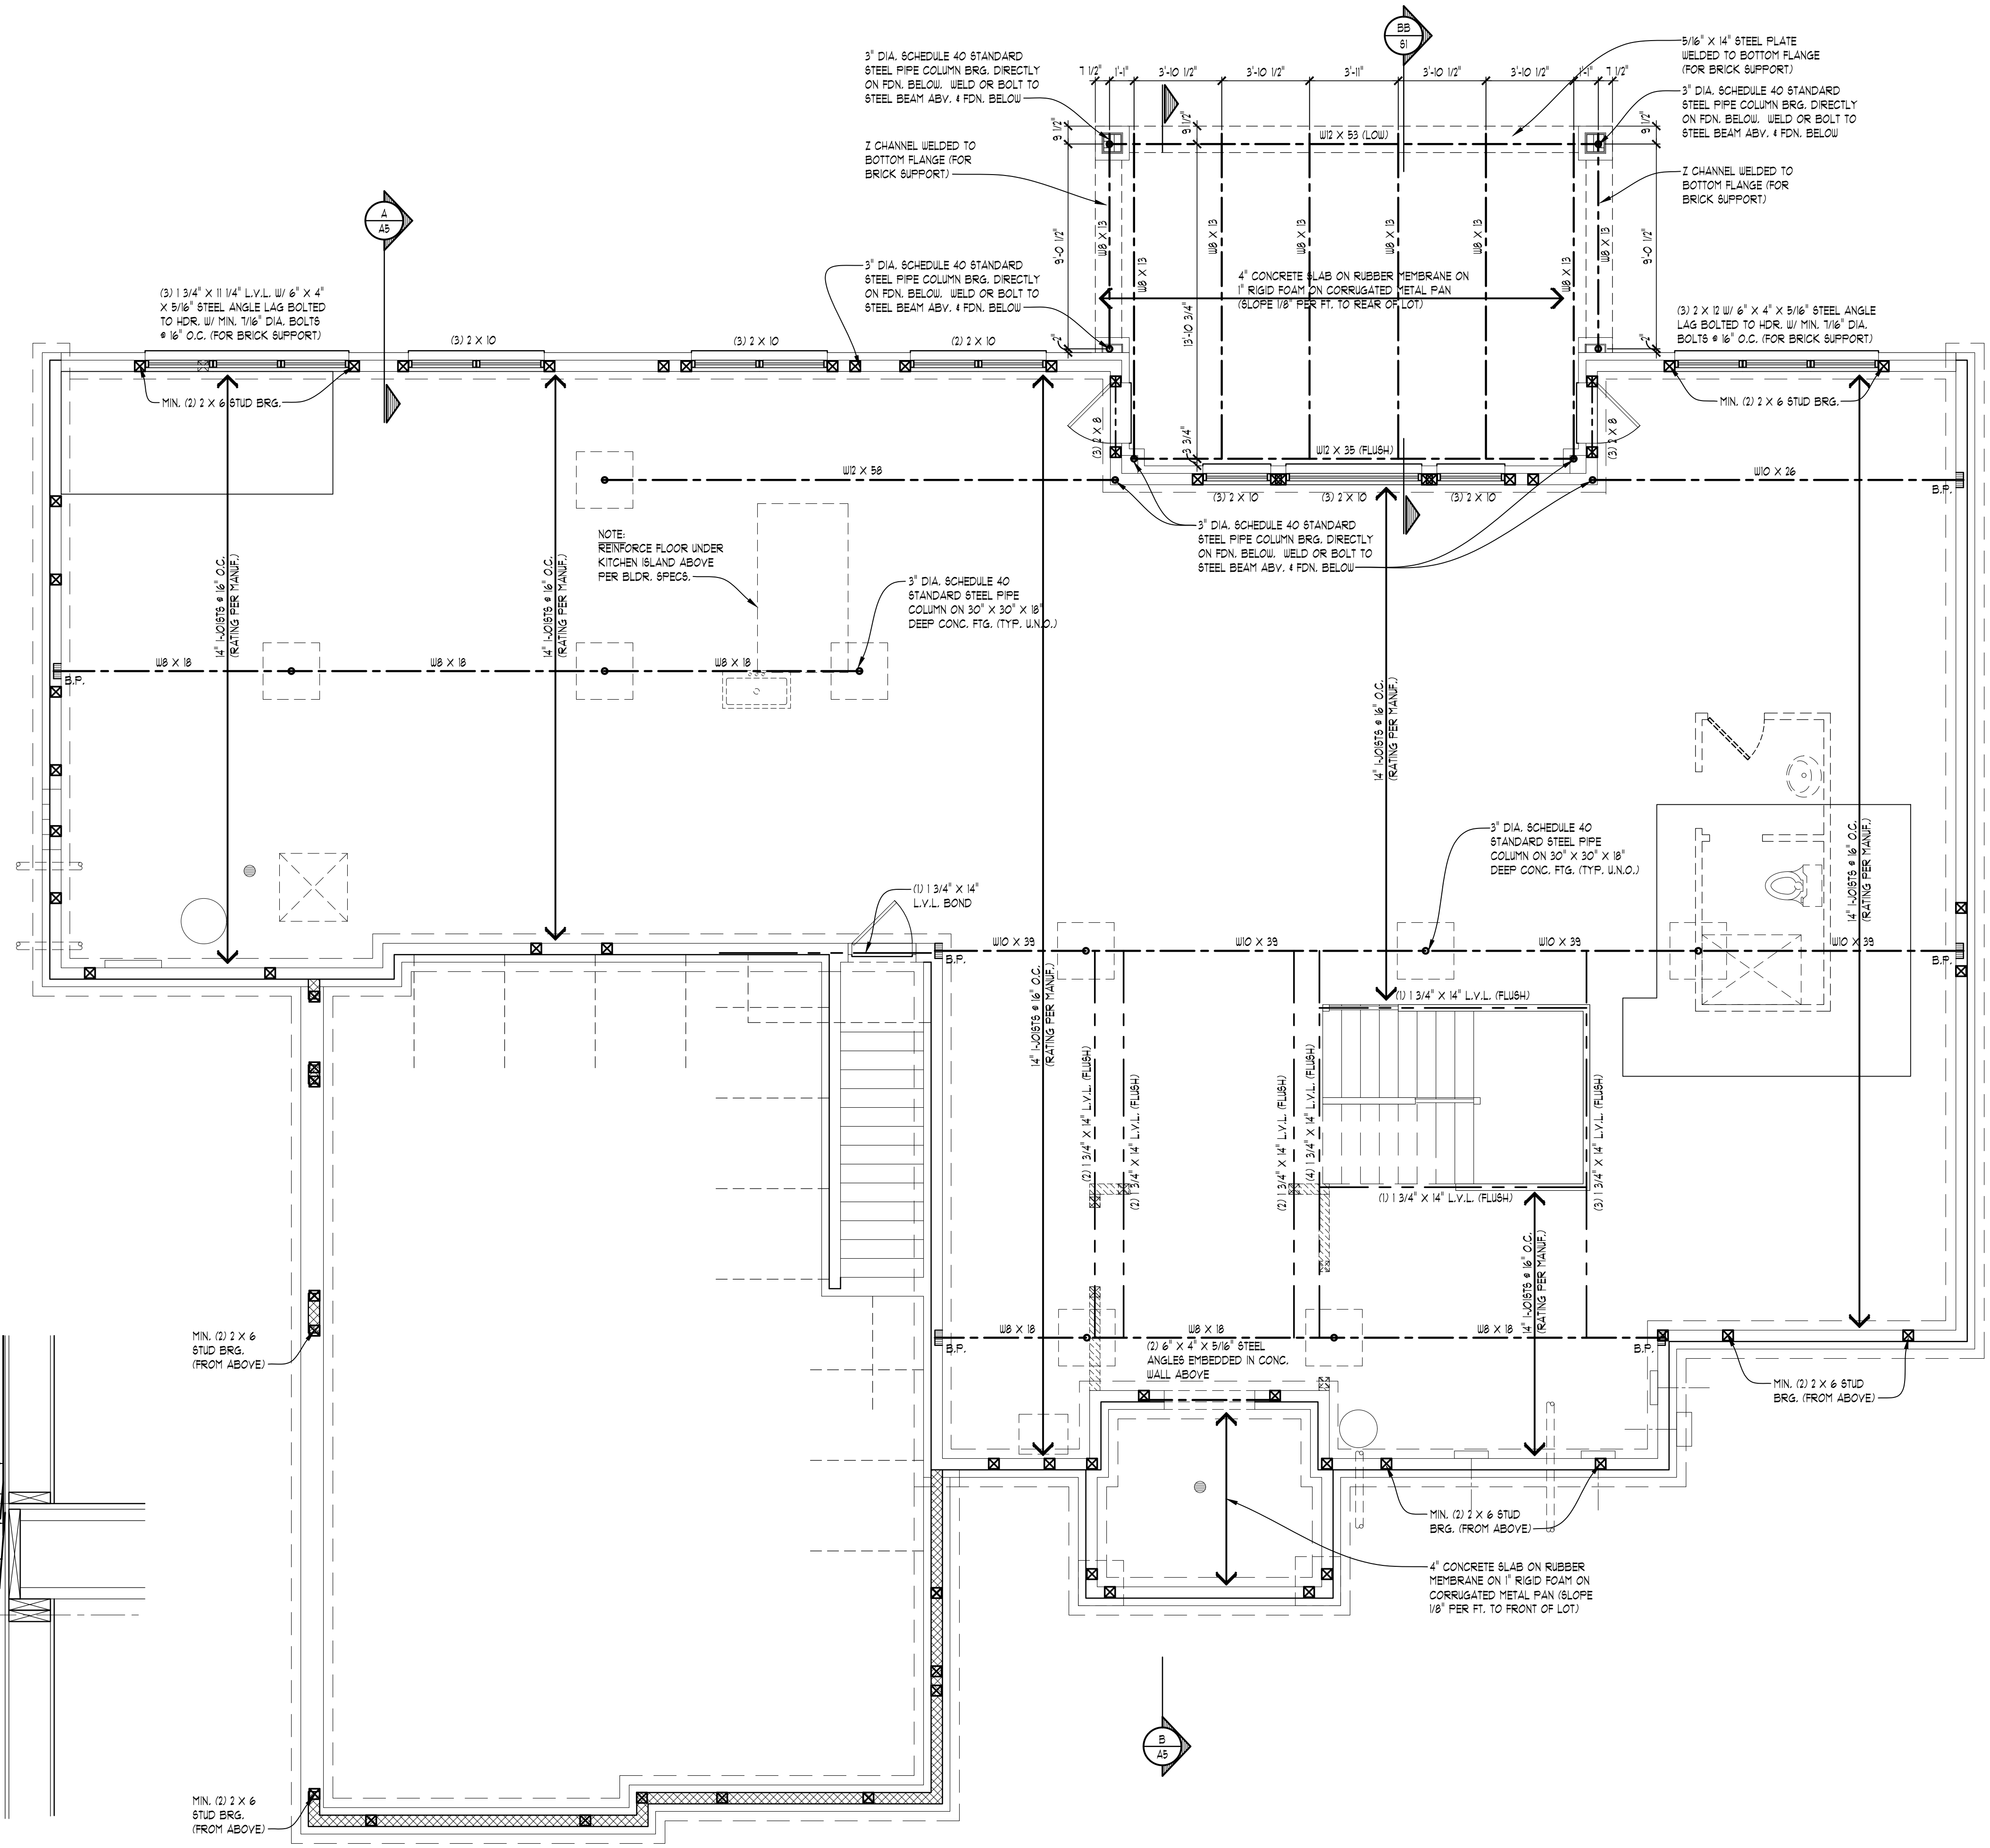 BB
S1
5/16" X 14" STEEL PLATE
WELDED TO BOTTOM FLANGE
(FOR BRICK SUPPORT)
3" DIA. SCHEDULE 40 STANDARD
STEEL PIPE COLUMN BRG. DIRECTLY
ON FDN. BELOW. WELD OR BOLT TO
STEEL BEAM ABV. & FDN. BELOW
7 1/2"
1'-1"
3'-10 1/2"
3'-10 1/2"
3'-11"
3'-10 1/2"
3'-10 1/2"
1'-1"
7 1/2"
3" DIA. SCHEDULE 40 STANDARD
STEEL PIPE COLUMN BRG. DIRECTLY
ON FDN. BELOW. WELD OR BOLT TO
STEEL BEAM ABV. & FDN. BELOW
9 1/2"
9 1/2"
W12 X 53 (LOW)
9 1/2"
Z CHANNEL WELDED TO
BOTTOM FLANGE (FOR
BRICK SUPPORT)
Z CHANNEL WELDED TO
BOTTOM FLANGE (FOR
BRICK SUPPORT)
A
A5
9'-0 1/2"
W8 X 13
W8 X 13
W8 X 13
W8 X 13
W8 X 13
W8 X 13
W8 X 13
W8 X 13
9'-0 1/2"
3" DIA. SCHEDULE 40 STANDARD
STEEL PIPE COLUMN BRG. DIRECTLY
ON FDN. BELOW. WELD OR BOLT TO
STEEL BEAM ABV. & FDN. BELOW
4" CONCRETE SLAB ON RUBBER MEMBRANE ON
1" RIGID FOAM ON CORRUGATED METAL PAN
(SLOPE 1/8" PER FT. TO REAR OF LOT)
(3) 1 3/4" X 11 1/4" L.V.L. W/ 6" X 4"
X 5/16" STEEL ANGLE LAG BOLTED
TO HDR. W/ MIN. 7/16" DIA. BOLTS
@ 16" O.C. (FOR BRICK SUPPORT)
(3) 2 X 12 W/ 6" X 4" X 5/16" STEEL ANGLE
LAG BOLTED TO HDR. W/ MIN. 7/16" DIA.
BOLTS @ 16" O.C. (FOR BRICK SUPPORT)
(3) 2 X 10
(3) 2 X 10
(2) 2 X 10
2"
13'-10 3/4"
2"
MIN. (2) 2 X 6 STUD BRG.
MIN. (2) 2 X 6 STUD BRG.
(3) 2 X 8
3 3/4"
W12 X 35 (FLUSH)
(3) 2 X 8
W12 X 58
W10 X 26
B.P.
(3) 2 X 10
(3) 2 X 10
(3) 2 X 10
3" DIA. SCHEDULE 40 STANDARD
STEEL PIPE COLUMN BRG. DIRECTLY
ON FDN. BELOW. WELD OR BOLT TO
STEEL BEAM ABV. & FDN. BELOW
NOTE:
REINFORCE FLOOR UNDER
KITCHEN ISLAND ABOVE
PER BLDR. SPECS.
3" DIA. SCHEDULE 40
STANDARD STEEL PIPE
COLUMN ON 30" X 30" X 18"
DEEP CONC. FTG. (TYP. U.N.O.)
14" I-JOISTS @ 16" O.C.
(RATING PER MANUF.)
14" I-JOISTS @ 16" O.C.
(RATING PER MANUF.)
W8 X 18
W8 X 18
W8 X 18
B.P.
14" I-JOISTS @ 16" O.C.
(RATING PER MANUF.)
3" DIA. SCHEDULE 40
STANDARD STEEL PIPE
COLUMN ON 30" X 30" X 18"
DEEP CONC. FTG. (TYP. U.N.O.)
14" I-JOISTS @ 16" O.C.
(RATING PER MANUF.)
(1) 1 3/4" X 14"
L.V.L. BOND
W10 X 39
W10 X 39
W10 X 39
W10 X 39
B.P.
B.P.
14" I-JOISTS @ 16" O.C.
(RATING PER MANUF.)
(1) 1 3/4" X 14" L.V.L. (FLUSH)
(2) 1 3/4" X 14" L.V.L. (FLUSH)
(2) 1 3/4" X 14" L.V.L. (FLUSH)
(2) 1 3/4" X 14" L.V.L. (FLUSH)
(4) 1 3/4" X 14" L.V.L. (FLUSH)
(3) 1 3/4" X 14" L.V.L. (FLUSH)
(1) 1 3/4" X 14" L.V.L. (FLUSH)
14" I-JOISTS @ 16" O.C.
(RATING PER MANUF.)
W8 X 18
W8 X 18
W8 X 18
B.P.
B.P.
(2) 6" X 4" X 5/16" STEEL
ANGLES EMBEDDED IN CONC.
WALL ABOVE
MIN. (2) 2 X 6
STUD BRG.
(FROM ABOVE)
MIN. (2) 2 X 6 STUD
BRG. (FROM ABOVE)
MIN. (2) 2 X 6 STUD
BRG. (FROM ABOVE)
4" CONCRETE SLAB ON RUBBER
MEMBRANE ON 1" RIGID FOAM ON
CORRUGATED METAL PAN (SLOPE
1/8" PER FT. TO FRONT OF LOT)
B
A5
MIN. (2) 2 X 6
STUD BRG.
(FROM ABOVE)